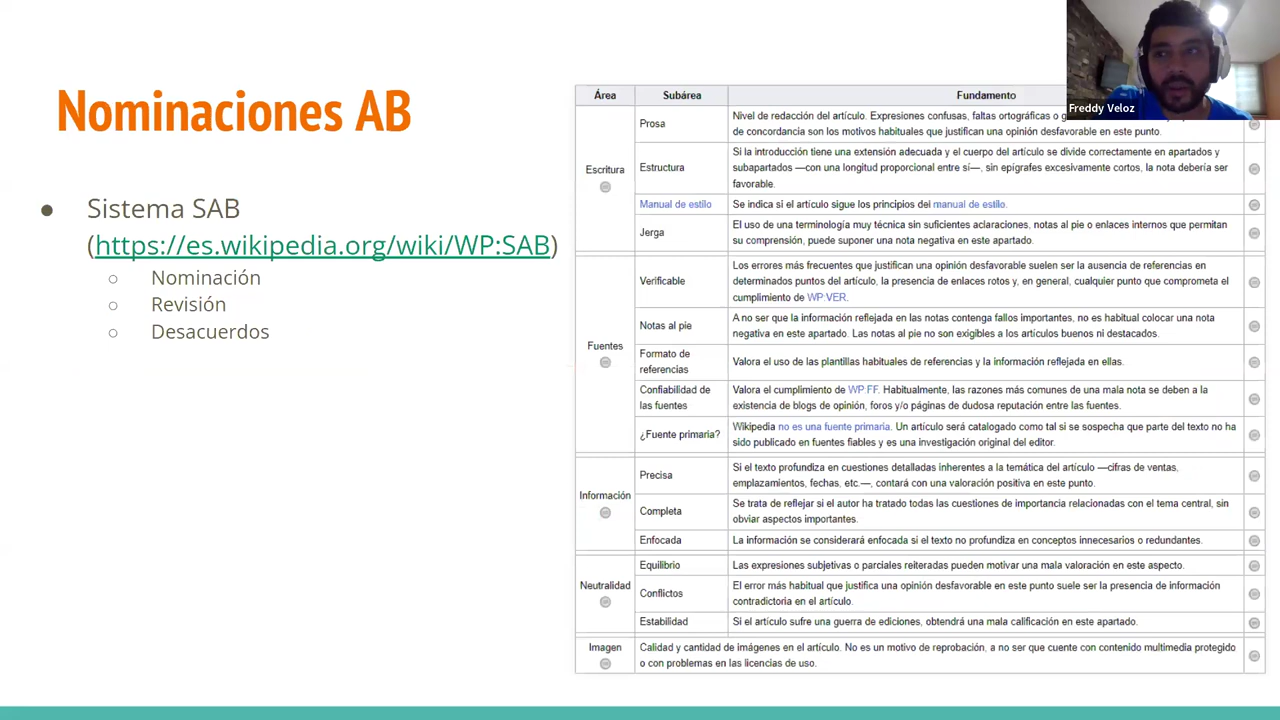 Nominaciones AB
● Sistema SAB
(https://es.wikipedia.org/wiki/WP:SAB)
○ Nominación
○ Revisión
○ Desacuerdos
Freddy Veloz
Área Subárea Fundamento
Escritura
Prosa
Nivel de redacción del artículo. Expresiones confusas, faltas ortográficas o
de concordancia son los motivos habituales que justifican una opinión desfavorable en este punto.
Estructura
Si la introducción tiene una extensión adecuada y el cuerpo del artículo se divide correctamente en apartados y
subapartados —con una longitud proporcional entre sí—, sin epígrafes excesivamente cortos, la nota debería ser
favorable.
Manual de estilo
Se indica si el artículo sigue los principios del manual de estilo.
Jerga
El uso de una terminología muy técnica sin suficientes aclaraciones, notas al pie o enlaces internos que permitan
su comprensión, puede suponer una nota negativa en este apartado.
Fuentes
Verificable
Los errores más frecuentes que justifican una opinión desfavorable suelen ser la ausencia de referencias en
determinados puntos del artículo, la presencia de enlaces rotos y, en general, cualquier punto que comprometa el
cumplimiento de WP:VER.
Notas al pie
A no ser que la información reflejada en las notas contenga fallos importantes, no es habitual colocar una nota
negativa en este apartado. Las notas al pie no son exigibles a los artículos buenos ni destacados.
Formato de
referencias
Valora el uso de las plantillas habituales de referencias y la información reflejada en ellas.
Confiabilidad de
las fuentes
Valora el cumplimiento de WP:FF. Habitualmente, las razones más comunes de una mala nota se deben a la
existencia de blogs de opinión, foros y/o páginas de dudosa reputación entre las fuentes.
¿Fuente primaria?
Wikipedia no es una fuente primaria. Un artículo será catalogado como tal si se sospecha que parte del texto no ha
sido publicado en fuentes fiables y es una investigación original del editor.
Información
Precisa
Si el texto profundiza en cuestiones detalladas inherentes a la temática del artículo —cifras de ventas,
emplazamientos, fechas, etc.—, contará con una valoración positiva en este punto.
Completa
Se trata de reflejar si el autor ha tratado todas las cuestiones de importancia relacionadas con el tema central, sin
obviar aspectos importantes.
Enfocada
La información se considerará enfocada si el texto no profundiza en conceptos innecesarios o redundantes.
Neutralidad
Equilibrio
Las expresiones subjetivas o parciales reiteradas pueden motivar una mala valoración en este aspecto.
Conflictos
El error más habitual que justifica una opinión desfavorable en este punto suele ser la presencia de información
contradictoria en el artículo.
Estabilidad
Si el artículo sufre una guerra de ediciones, obtendrá una mala calificación en este apartado.
Imagen
Calidad y cantidad de imágenes en el artículo. No es un motivo de reprobación, a no ser que cuente con contenido multimedia protegido
o con problemas en las licencias de uso.